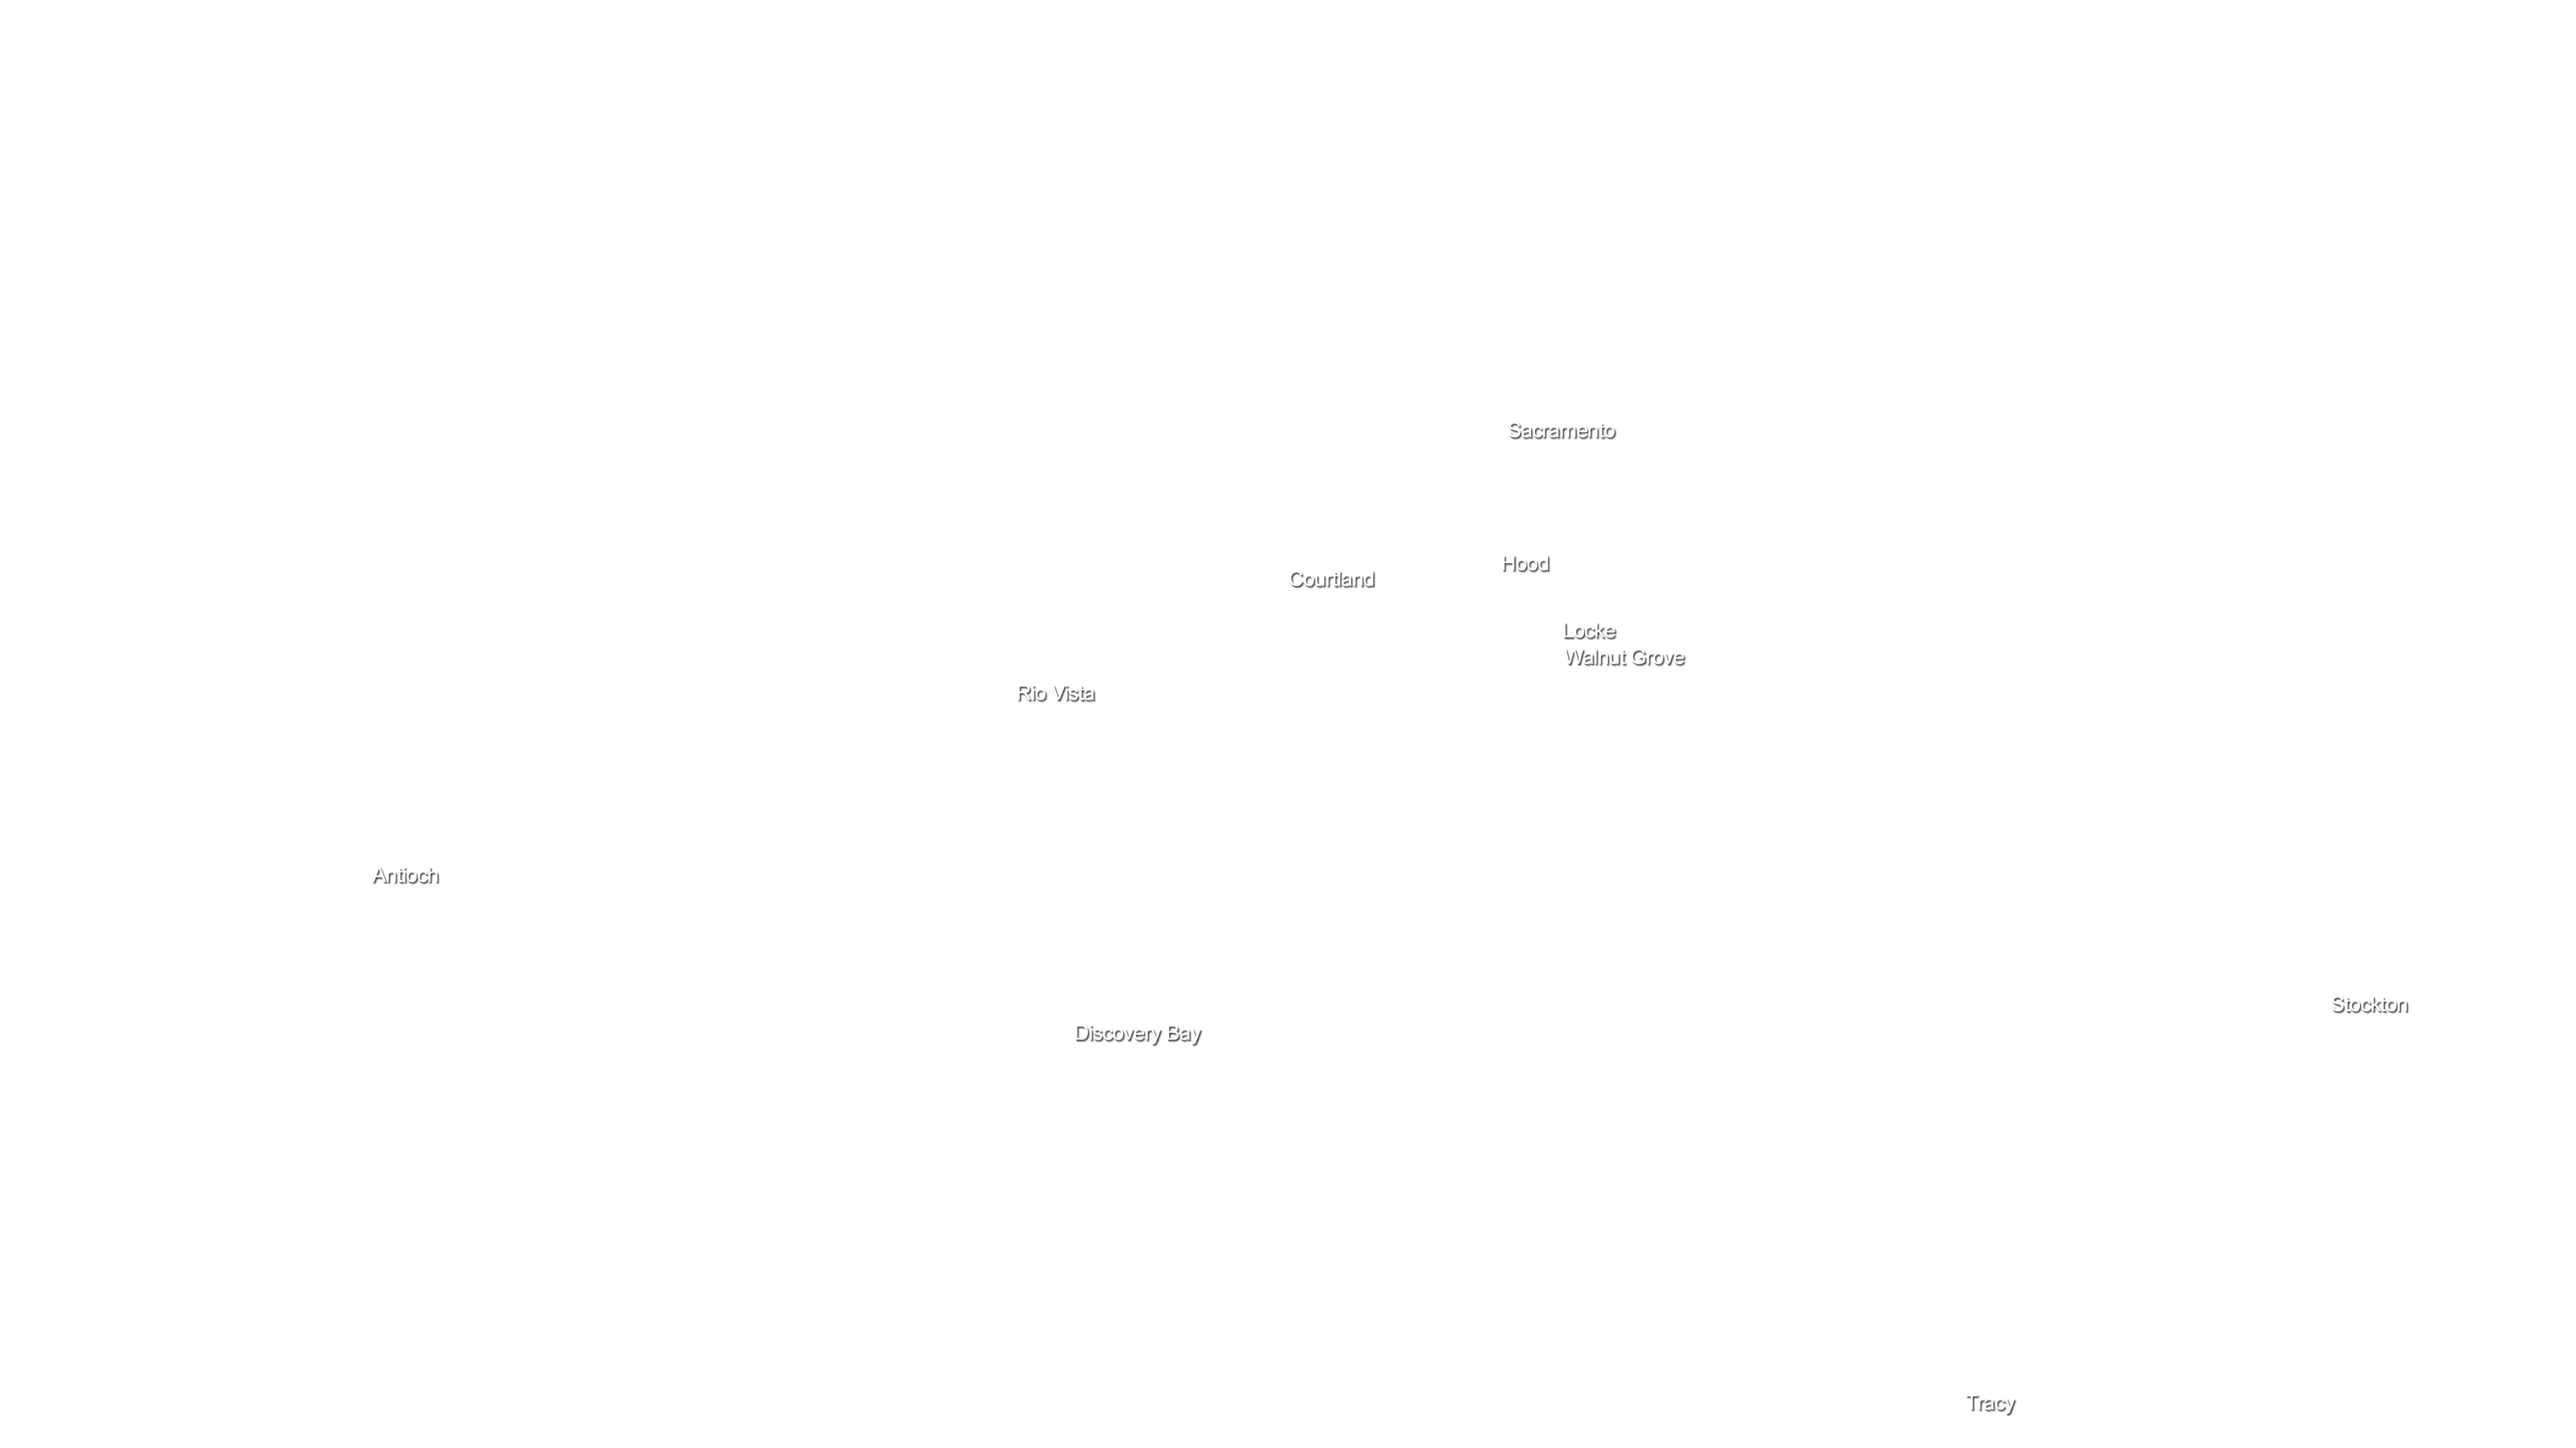 Sacramento
Hood
Courtland
Locke
Walnut Grove
Rio Vista
Antioch
Stockton
Discovery Bay
Tracy